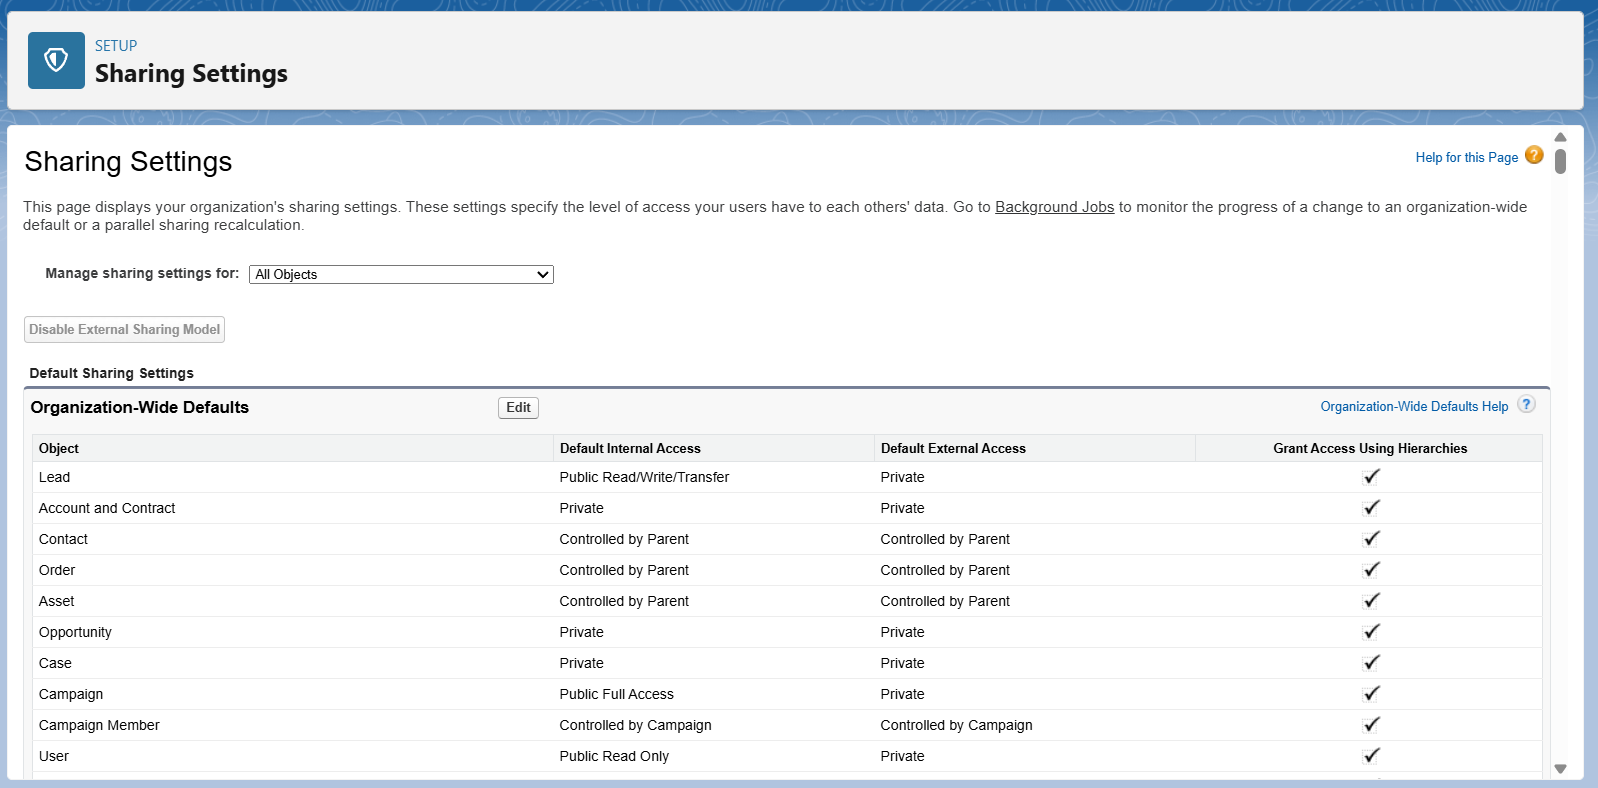 SETUP
Sharing Settings
Sharing Settings
Help for this Page ?
This page displays your organization's sharing settings. These settings specify the level of access your users have to each others' data. Go to Background Jobs to monitor the progress of a change to an organization-wide
default or a parallel sharing recalculation.
Manage sharing settings for: All Objects
Disable External Sharing Model
Default Sharing Settings
Organization-Wide Defaults Edit Organization-Wide Defaults Help ?
Object Default Internal Access Default External Access Grant Access Using Hierarchies
Lead Public Read/Write/Transfer Private
Account and Contract Private Private
Contact Controlled by Parent Controlled by Parent
Order Controlled by Parent Controlled by Parent
Asset Controlled by Parent Controlled by Parent
Opportunity Private Private
Case Private Private
Campaign Public Full Access Private
Campaign Member Controlled by Campaign Controlled by Campaign
User Public Read Only Private